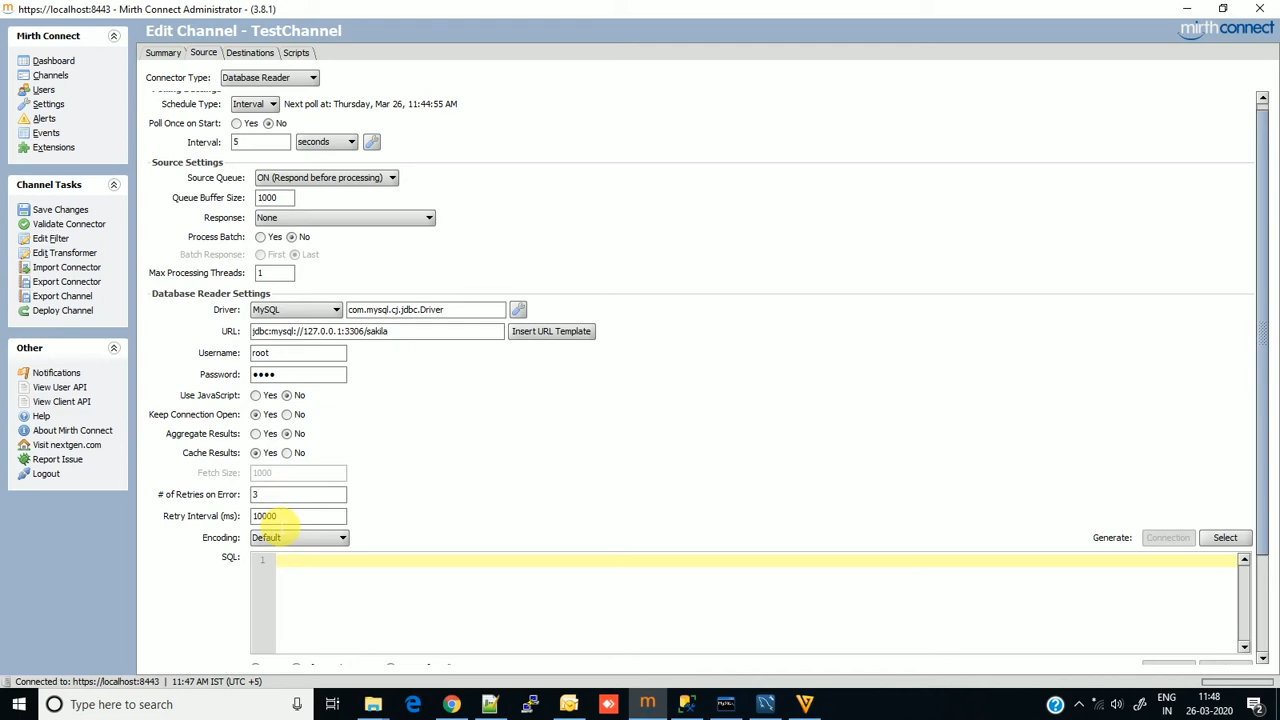 https://localhost:8443 - Mirth Connect Administrator - (3.8.1)
Mirth Connect
Dashboard
Channels
Users
Settings
Alerts
Events
Extensions
Channel Tasks
Save Changes
Validate Connector
Edit Filter
Edit Transformer
Import Connector
Export Connector
Export Channel
Deploy Channel
Other
Notifications
View User API
View Client API
Help
About Mirth Connect
Visit nextgen.com
Report Issue
Logout
Edit Channel - TestChannel
mirth connect
Summary Source Destinations Scripts
Connector Type: Database Reader
Schedule Type: Interval Next poll at: Thursday, Mar 26, 11:44:55 AM
Poll Once on Start: Yes No
Interval: 5 seconds
Source Settings
Source Queue: ON (Respond before processing)
Queue Buffer Size: 1000
Response: None
Process Batch: Yes No
Batch Response: First Last
Max Processing Threads: 1
Database Reader Settings
Driver: MySQL com.mysql.cj.jdbc.Driver
URL: jdbc:mysql://127.0.0.1:3306/sakila Insert URL Template
Username: root
Password: ••••
Use JavaScript: Yes No
Keep Connection Open: Yes No
Aggregate Results: Yes No
Cache Results: Yes No
Fetch Size: 1000
# of Retries on Error: 3
Retry Interval (ms): 10000
Encoding: Default Generate: Connection Select
SQL: 1
Connected to: https://localhost:8443 | 11:47 AM IST (UTC +5)
Type here to search
ENG 11:48
IN 26-03-2020